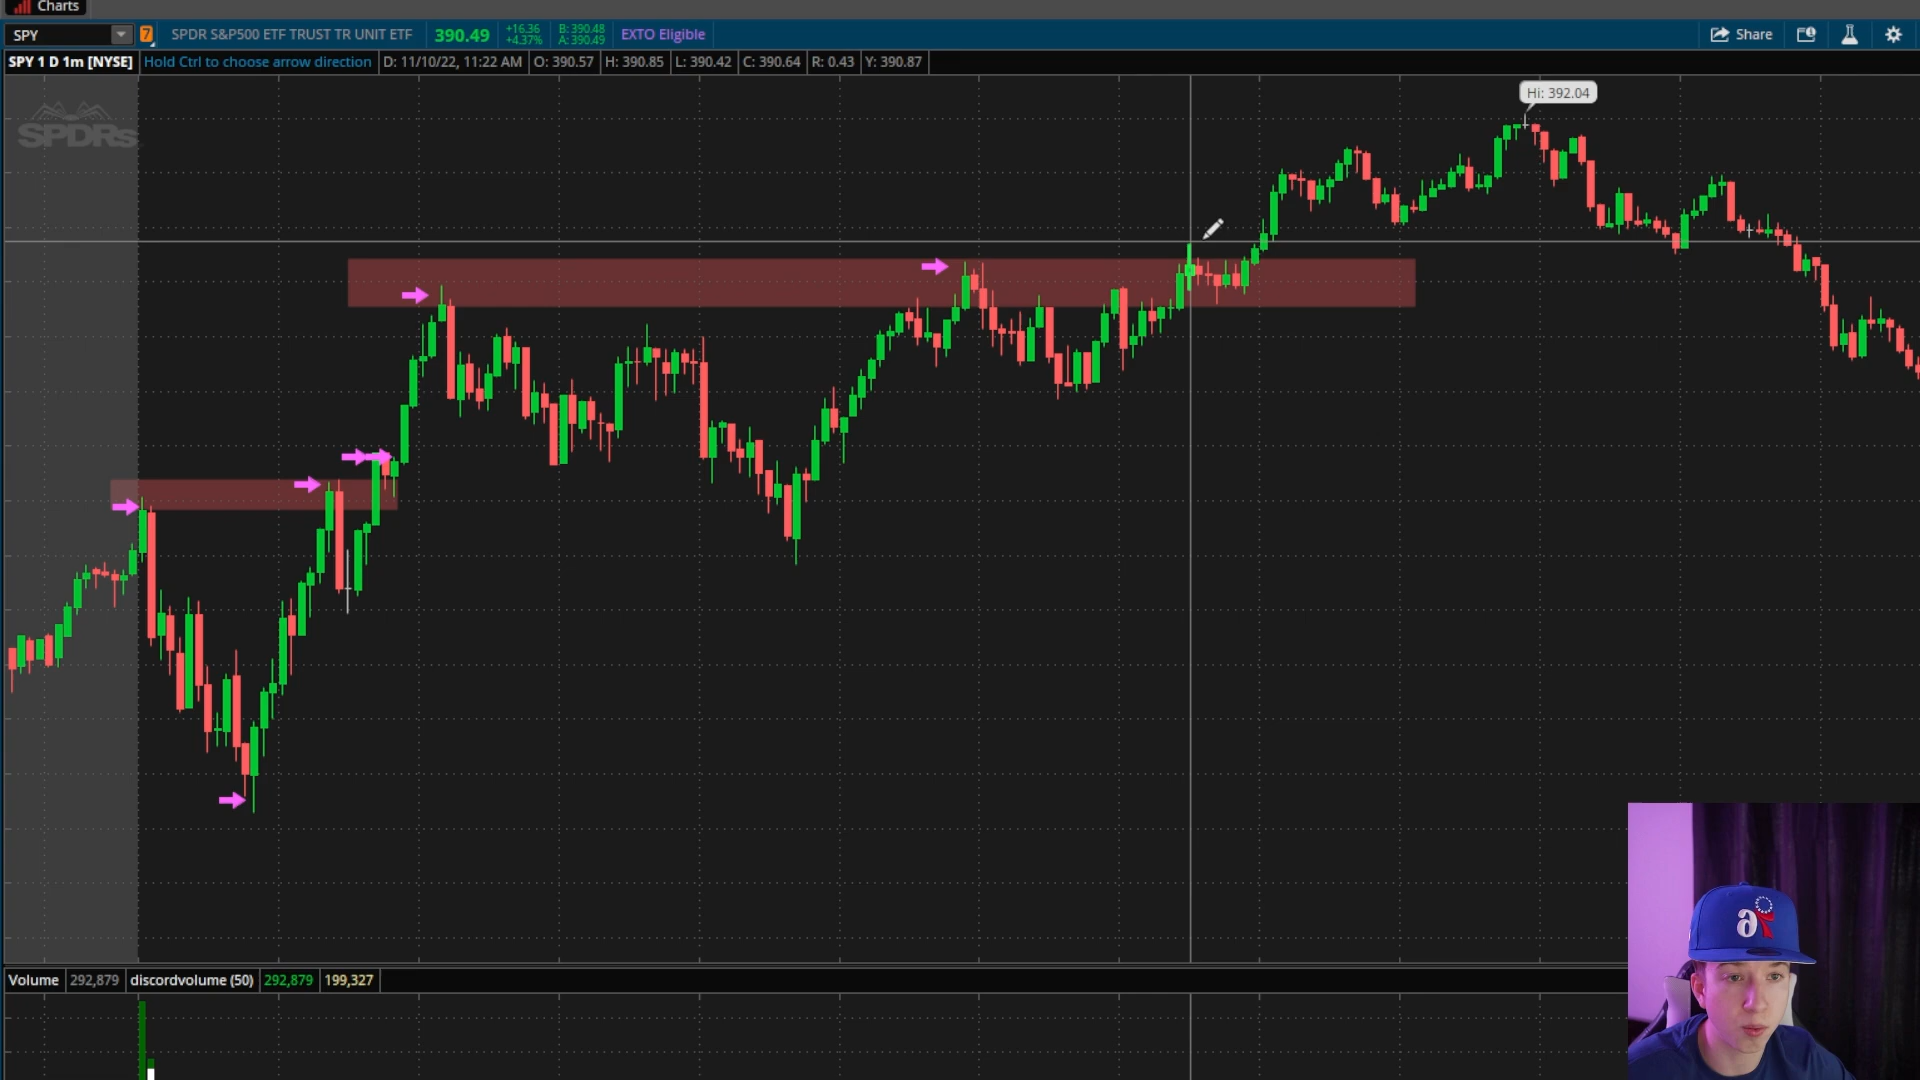 Charts
SPY 7 SPDR S&P500 ETF TRUST TR UNIT ETF 390.49 +16.36 +4.37% B: 390.48 A: 390.49 EXTO Eligible Share
SPY 1 D 1m [NYSE] Hold Ctrl to choose arrow direction D: 11/10/22, 11:22 AM O: 390.57 H: 390.85 L: 390.42 C: 390.64 R: 0.43 Y: 390.87
Hi: 392.04
SPDRs
Volume 292,879 discordvolume (50) 292,879 199,327